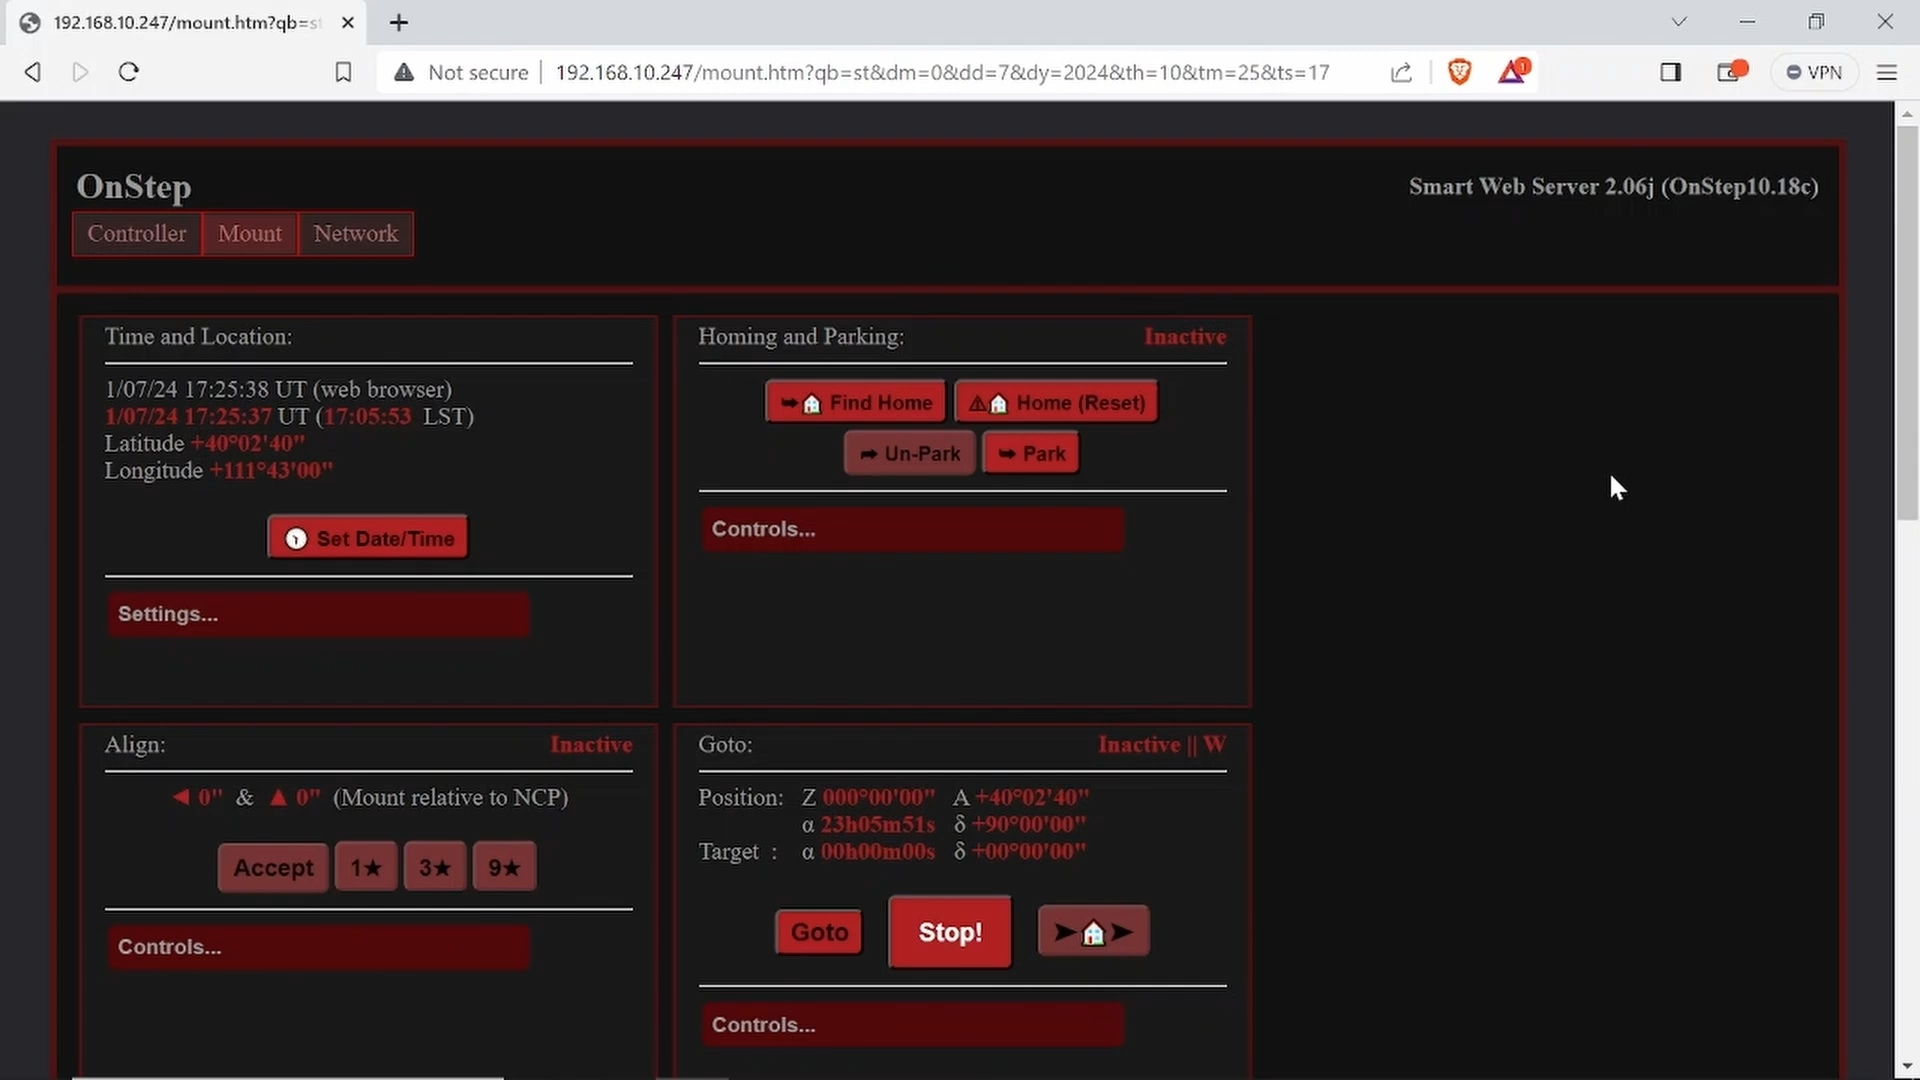 192.168.10.247/mount.htm?qb=st
Not secure
192.168.10.247/mount.htm?qb=st&dm=0&dd=7&dy=2024&th=10&tm=25&ts=17
1
VPN
OnStep
Smart Web Server 2.06j (OnStep10.18c)
Controller
Mount
Network
Time and Location:
1/07/24 17:25:38 UT (web browser)
1/07/24 17:25:37 UT (17:05:53 LST)
Latitude +40°02'40"
Longitude +111°43'00"
Set Date/Time
Settings...
Homing and Parking:
Inactive
Find Home
Home (Reset)
Un-Park
Park
Controls...
Align:
Inactive
◄ 0" & ▲ 0" (Mount relative to NCP)
Accept
1★
3★
9★
Controls...
Goto:
Inactive || W
Position: Z 000°00'00" A +40°02'40"
α 23h05m51s δ +90°00'00"
Target : α 00h00m00s δ +00°00'00"
Goto
Stop!
Controls...